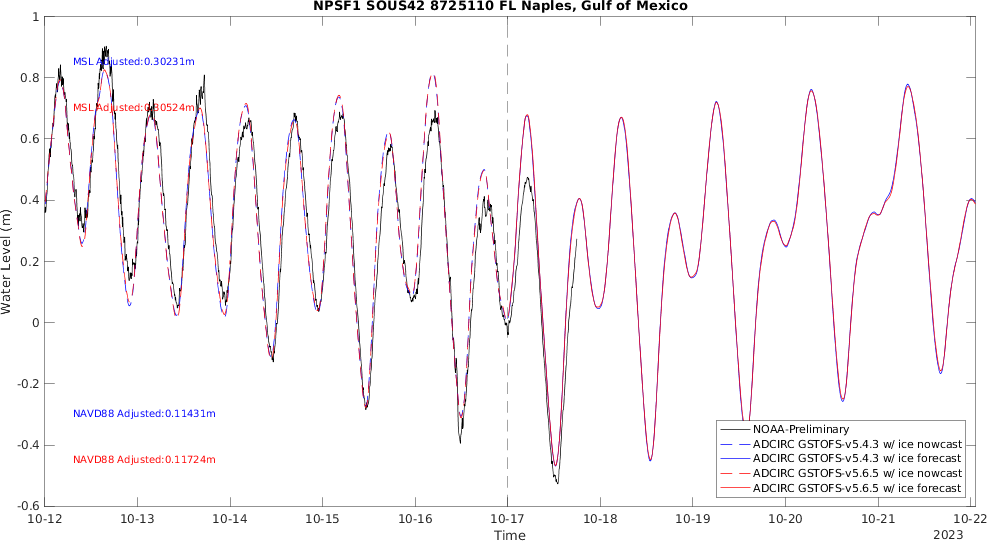 NPSF1 SOUS42 8725110 FL Naples, Gulf of Mexico
1
0.8
0.6
0.4
0.2
0
-0.2
-0.4
-0.6
Water Level (m)
MSL Adjusted:0.30231m
MSL Adjusted:0.30524m
NAVD88 Adjusted:0.11431m
NAVD88 Adjusted:0.11724m
NOAA-Preliminary
ADCIRC GSTOFS-v5.4.3 w/ ice nowcast
ADCIRC GSTOFS-v5.4.3 w/ ice forecast
ADCIRC GSTOFS-v5.6.5 w/ ice nowcast
ADCIRC GSTOFS-v5.6.5 w/ ice forecast
10-12 10-13 10-14 10-15 10-16 10-17 10-18 10-19 10-20 10-21 10-22
Time
2023